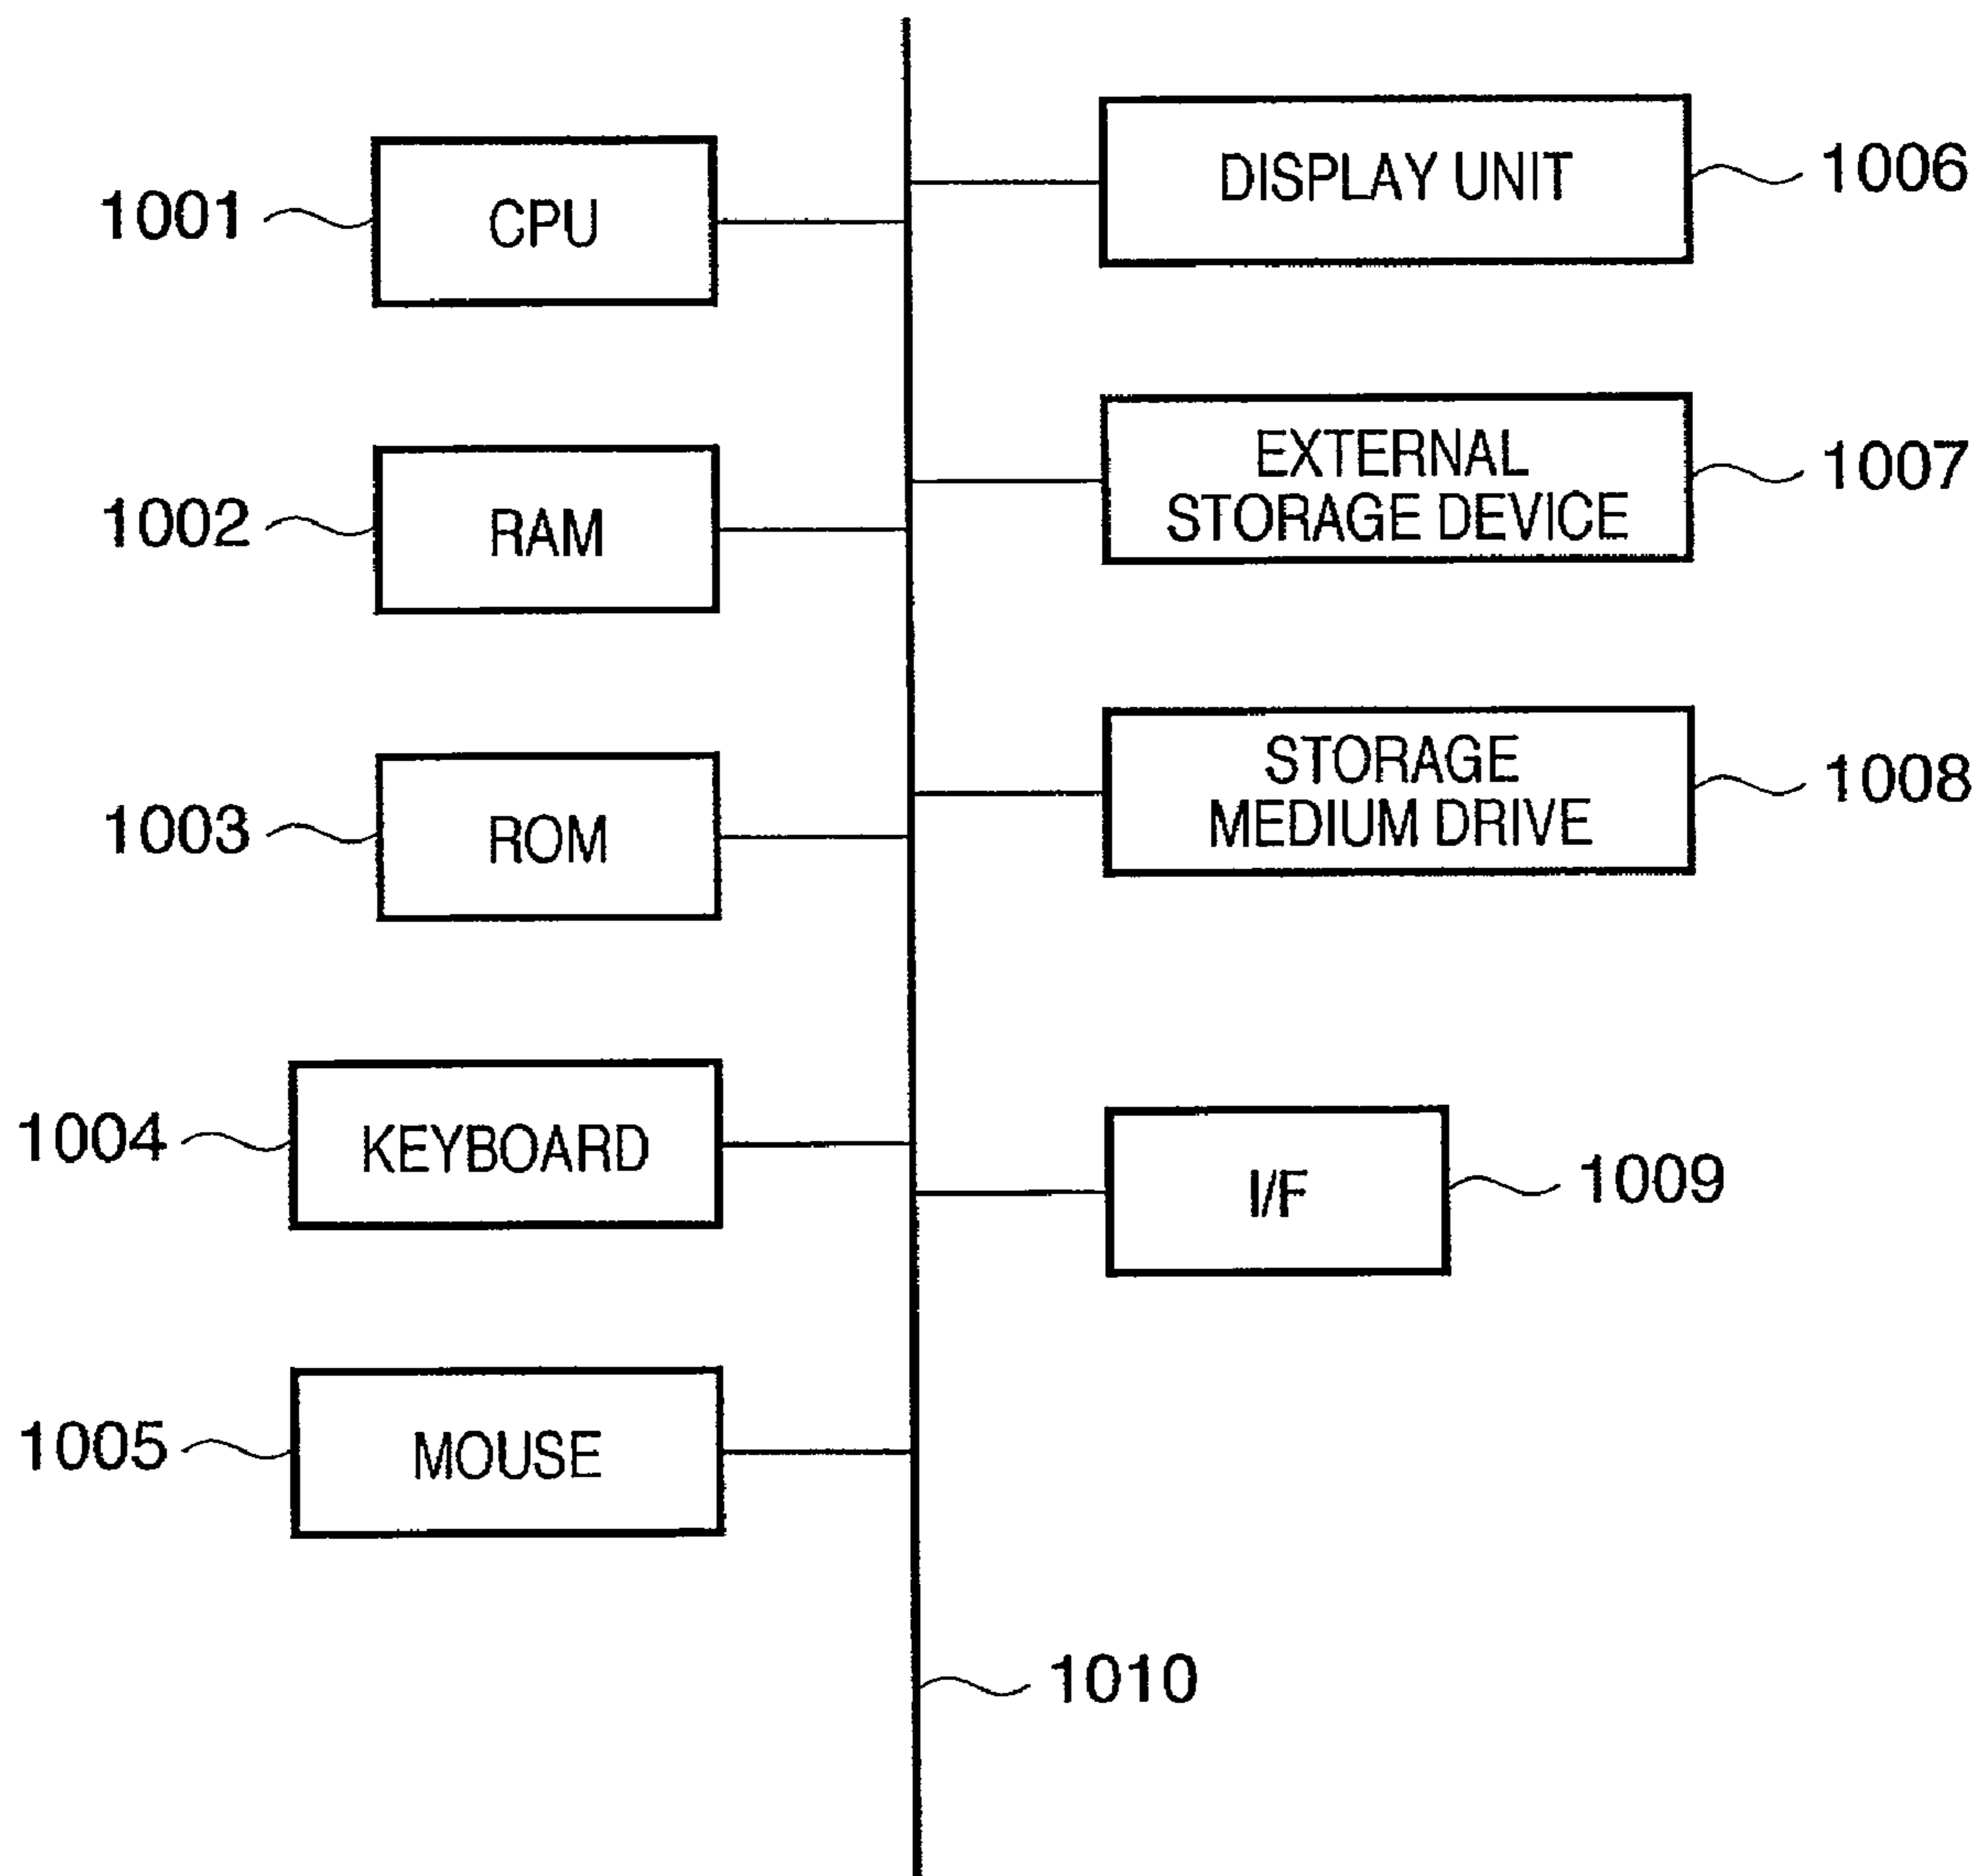 1001 CPU
1002 RAM
1003 ROM
1004 KEYBOARD
1005 MOUSE
DISPLAY UNIT 1006
EXTERNAL
STORAGE DEVICE 1007
STORAGE
MEDIUM DRIVE 1008
I/F 1009
1010